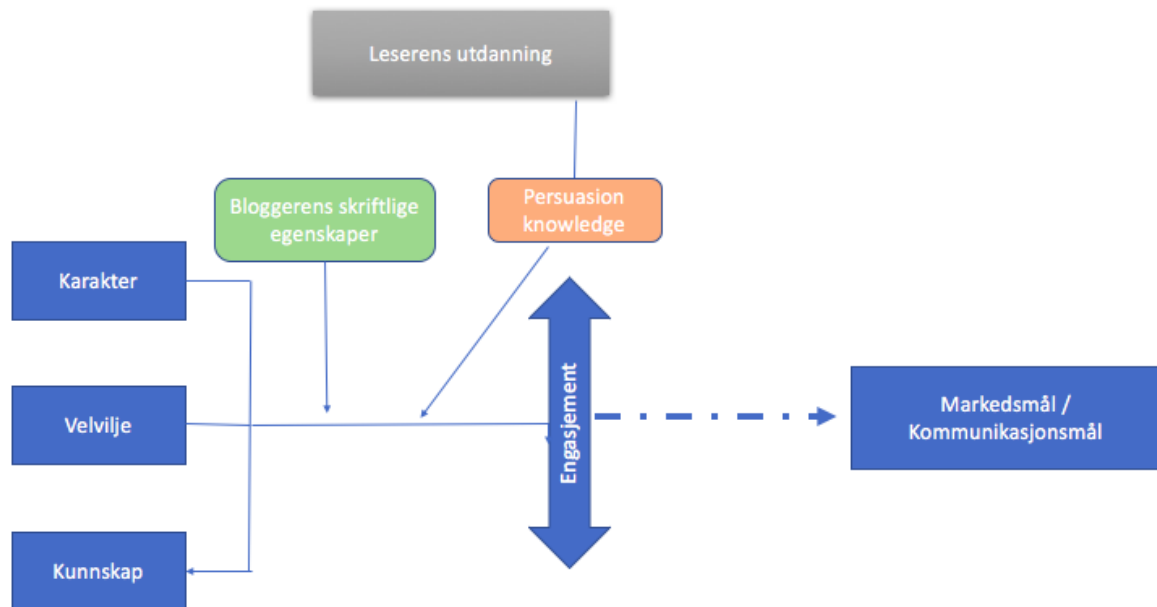 Leserens utdanning
Bloggerens skriftlige
egenskaper
Persuasion
knowledge
Karakter
Velvilje
Kunnskap
Engasjement
Markedsmål /
Kommunikasjonsmål